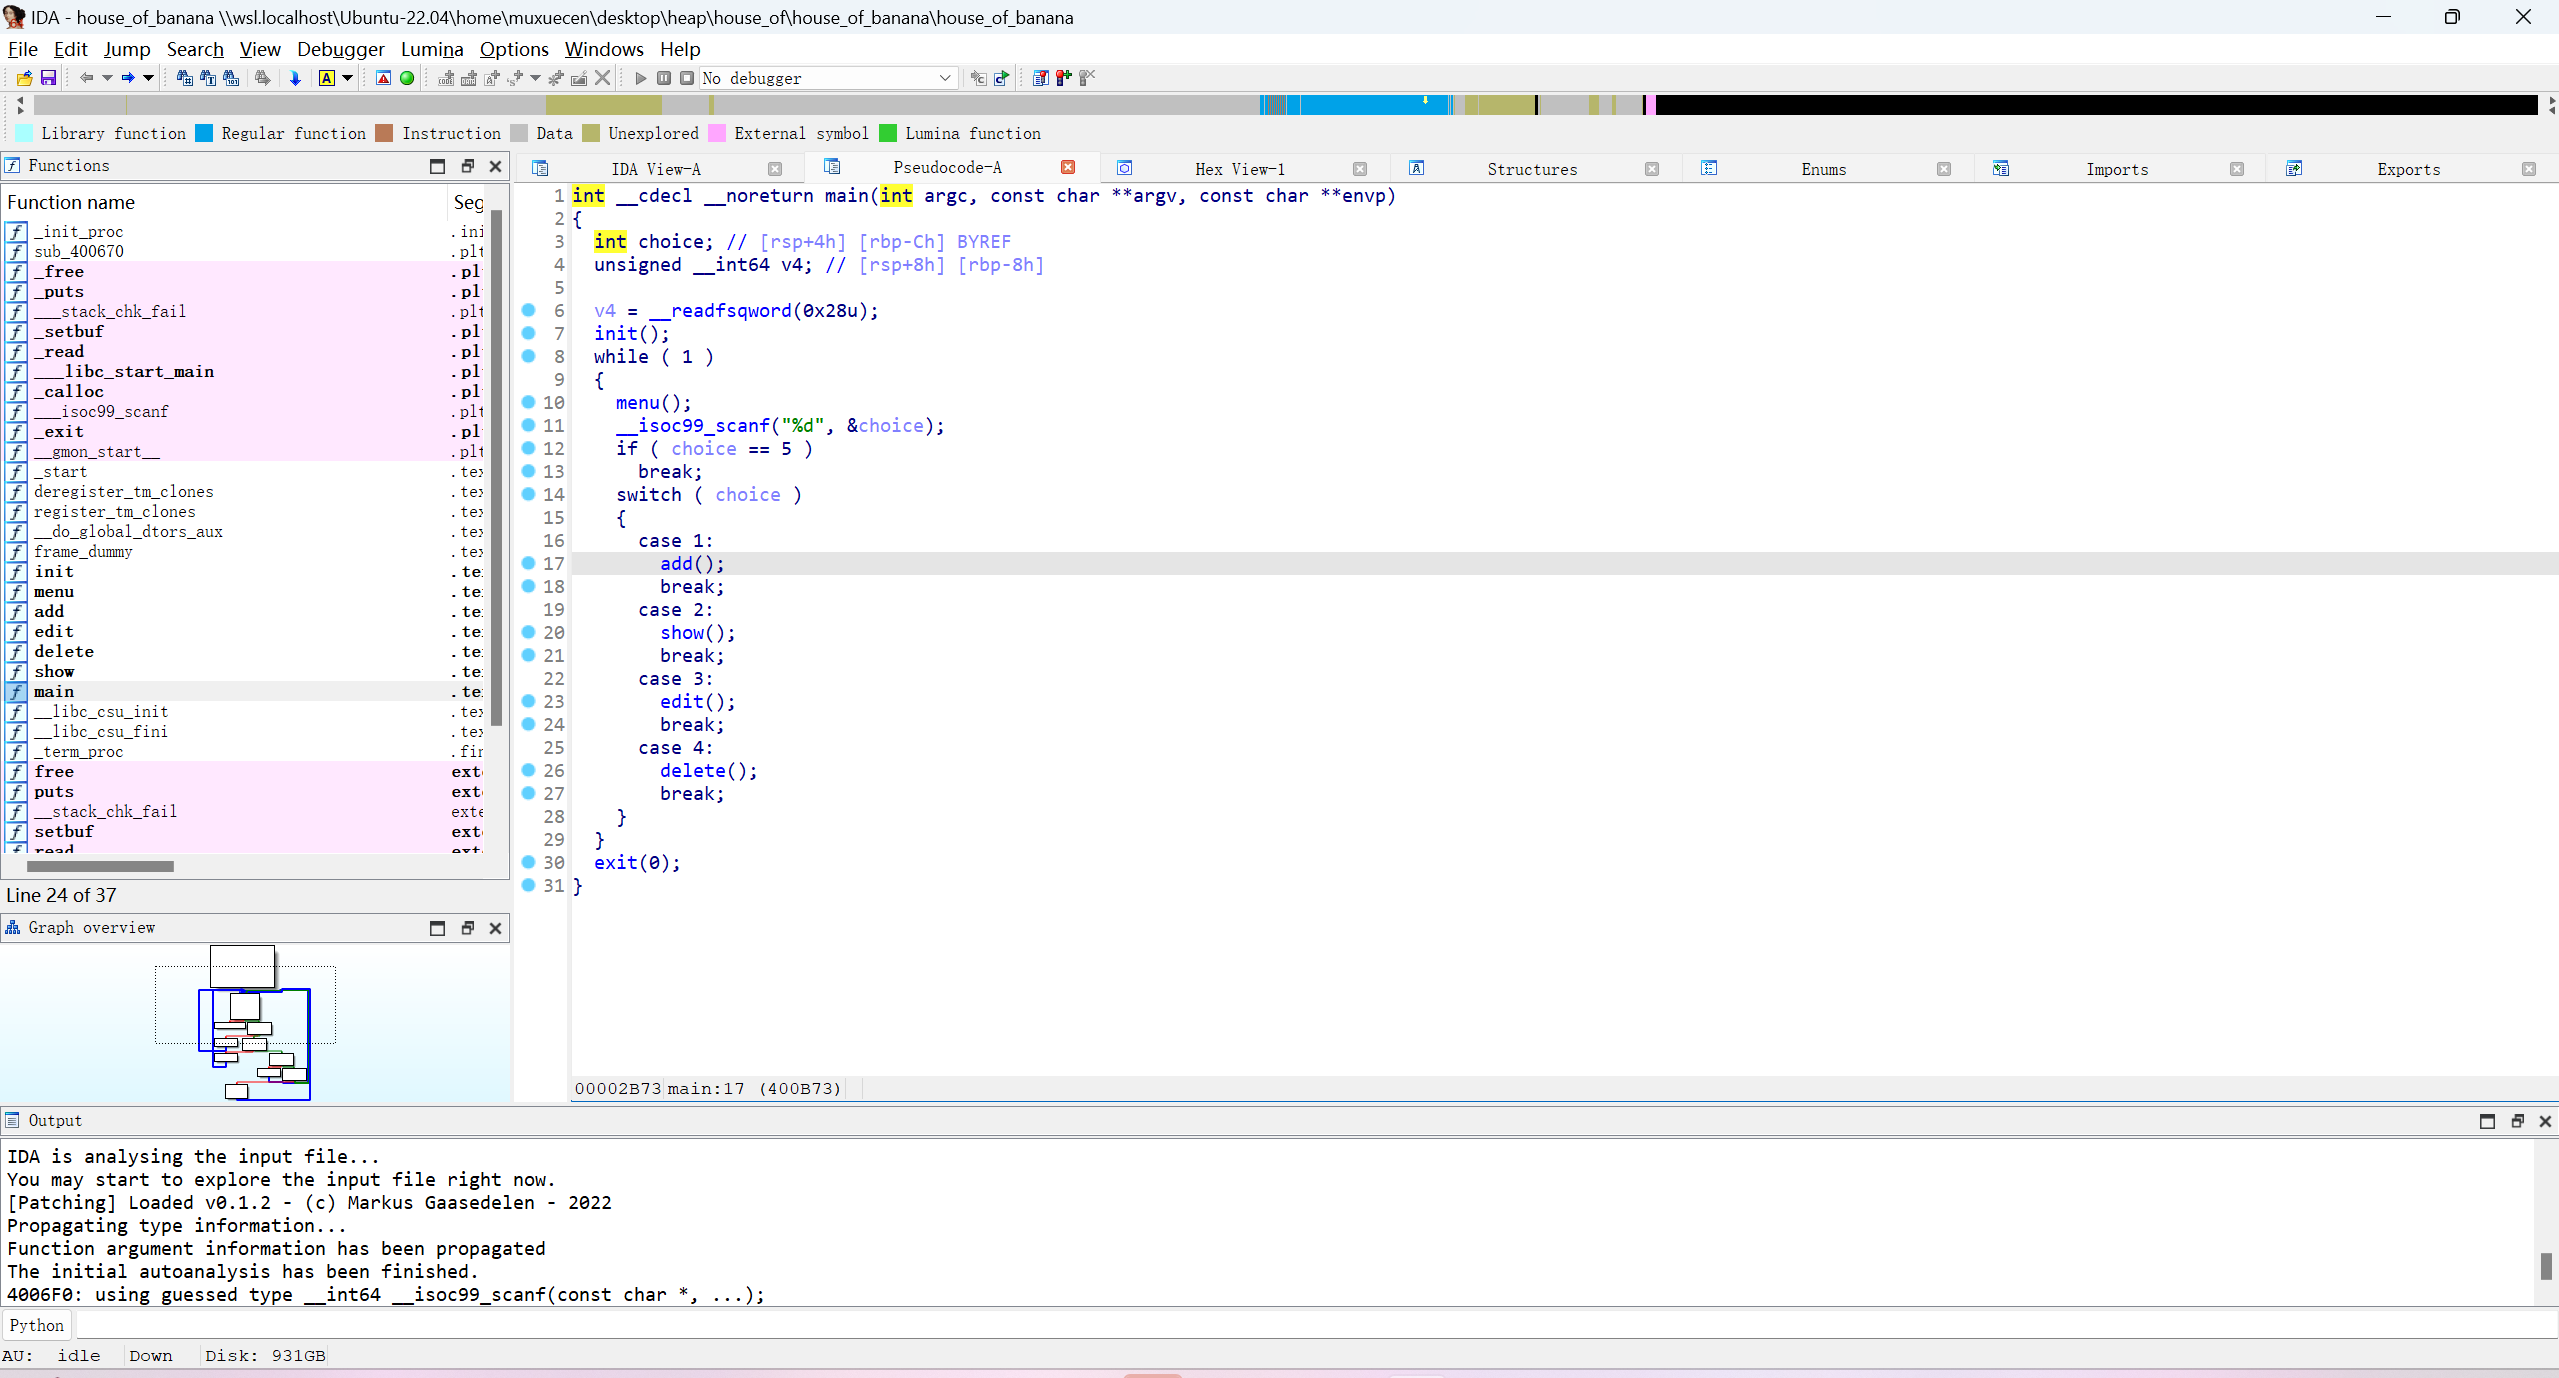 IDA - house_of_banana \\wsl.localhost\Ubuntu-22.04\home\muxuecen\desktop\heap\house_of\house_of_banana\house_of_banana
File Edit Jump Search View Debugger Lumina Options Windows Help
No debugger
Library function Regular function Instruction Data Unexplored External symbol Lumina function
Functions
Function name Seg
_init_proc .ini
sub_400670 .plt
_free .pl
_puts .pl
___stack_chk_fail .plt
_setbuf .pl
_read .pl
___libc_start_main .pl
_calloc .pl
___isoc99_scanf .plt
_exit .pl
__gmon_start__ .plt
_start .tex
deregister_tm_clones .tex
register_tm_clones .tex
__do_global_dtors_aux .tex
frame_dummy .tex
init .te
menu .te
add .te
edit .te
delete .te
show .te
main .te
__libc_csu_init .tex
__libc_csu_fini .tex
_term_proc .fin
free ext
puts ext
__stack_chk_fail exte
setbuf ext
read ext
Line 24 of 37
Graph overview
IDA View-A Pseudocode-A Hex View-1 Structures Enums Imports Exports
1 int __cdecl __noreturn main(int argc, const char **argv, const char **envp)
2 {
3 int choice; // [rsp+4h] [rbp-Ch] BYREF
4 unsigned __int64 v4; // [rsp+8h] [rbp-8h]
5
6 v4 = __readfsqword(0x28u);
7 init();
8 while ( 1 )
9 {
10 menu();
11 __isoc99_scanf("%d", &choice);
12 if ( choice == 5 )
13 break;
14 switch ( choice )
15 {
16 case 1:
17 add();
18 break;
19 case 2:
20 show();
21 break;
22 case 3:
23 edit();
24 break;
25 case 4:
26 delete();
27 break;
28 }
29 }
30 exit(0);
31 }
00002B73 main:17 (400B73)
Output
IDA is analysing the input file...
You may start to explore the input file right now.
[Patching] Loaded v0.1.2 - (c) Markus Gaasedelen - 2022
Propagating type information...
Function argument information has been propagated
The initial autoanalysis has been finished.
4006F0: using guessed type __int64 __isoc99_scanf(const char *, ...);
Python
AU: idle Down Disk: 931GB